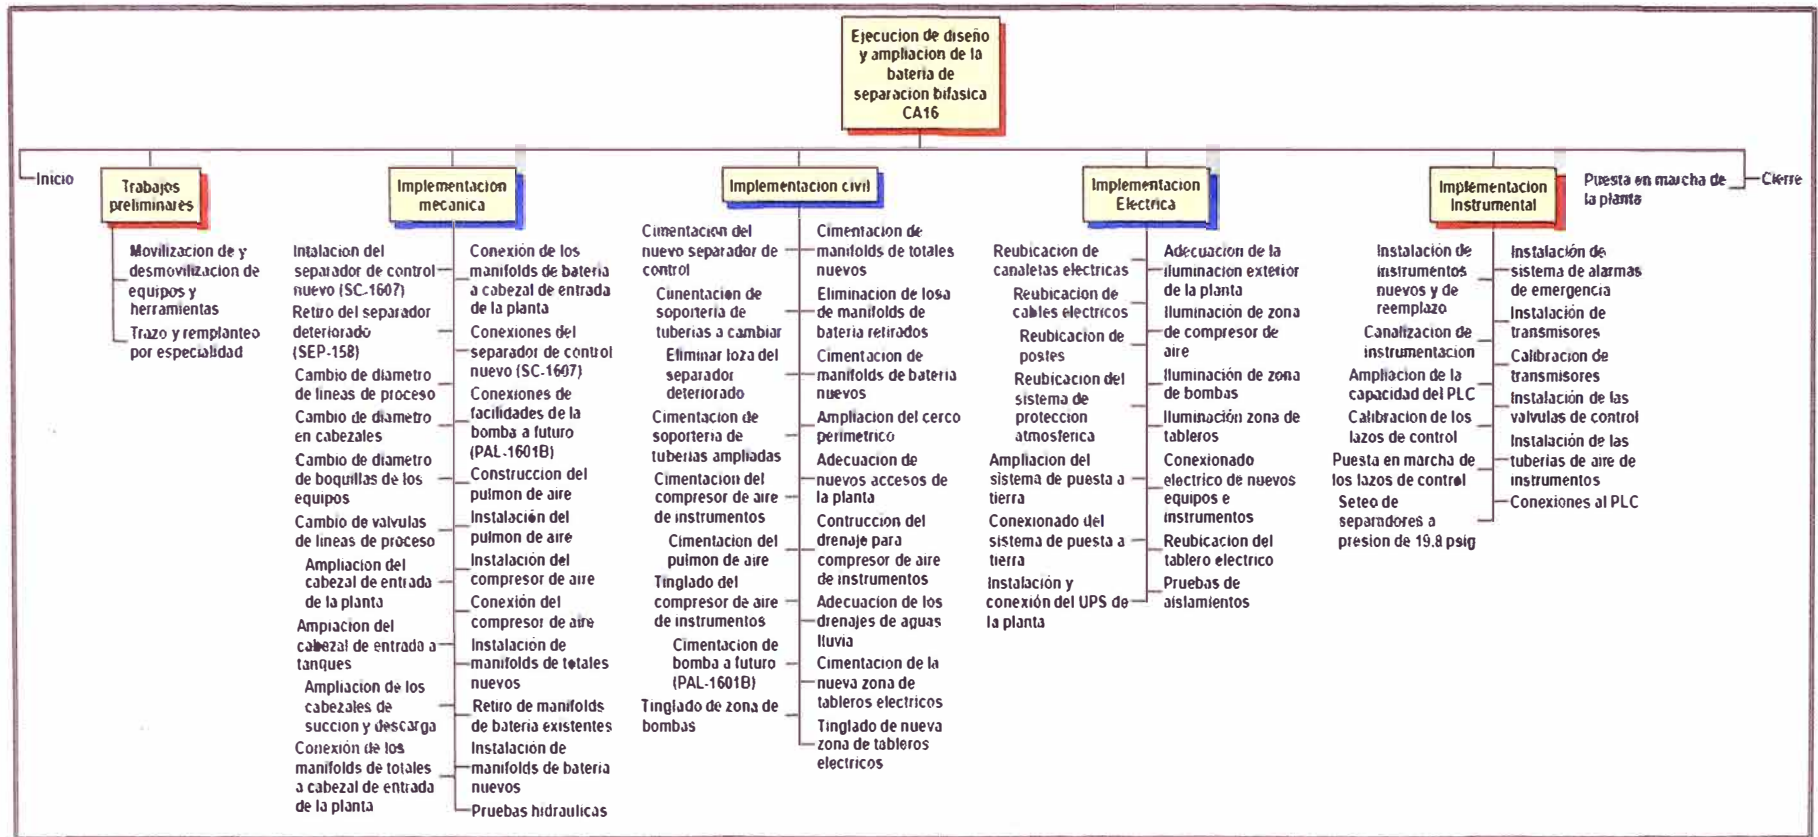 Ejecucion de diseño
y ampliacion de la
bateria de
separacion bifasica
CA16
Inicio
Trabajos
preliminares
Movilizacion de y
desmovilizacion de
equipos y
herramientas
Trazo y remplanteo
por especialidad
Implementacion
mecanica
Intalación del
separador de control
nuevo (SC-1607)
Retiro del separador
deteriorado
(SEP-158)
Cambio de diametro
de lineas de proceso
Cambio de diametro
en cabezales
Cambio de diametro
de boquillas de los
equipos
Cambio de valvulas
de lineas de proceso
Ampliacion del
cabezal de entrada
de la planta
Ampliacion del
cabezal de entrada a
tanques
Ampliacion de los
cabezales de
succion y descarga
Conexión de los
manifolds de totales
a cabezal de entrada
de la planta
Conexión de los
manifolds de bateria
a cabezal de entrada
de la planta
Conexiones del
separador de control
nuevo (SC-1607)
Conexiones de
facilidades de la
bomba a futuro
(PAL-1601B)
Construccion del
pulmon de aire
Instalación del
pulmon de aire
Instalación del
compresor de aire
Conexión del
compresor de aire
Instalación de
manifolds de totales
nuevos
Retiro de manifolds
de bateria existentes
Instalación de
manifolds de bateria
nuevos
Pruebas hidraulicas
Implementacion civil
Cimentacion del
nuevo separador de
control
Cimentacion de
soporteria de
tuberias a cambiar
Eliminar loza del
separador
deteriorado
Cimentacion de
soporteria de
tuberias ampliadas
Cimentacion del
compresor de aire
de instrumentos
Cimentacion del
pulmon de aire
Tinglado del
compresor de aire
de instrumentos
Cimentacion de
bomba a futuro
(PAL-1601B)
Tinglado de zona de
bombas
Cimentacion de
manifolds de totales
nuevos
Eliminacion de losa
de manifolds de
bateria retirados
Cimentacion de
manifolds de bateria
nuevos
Ampliacion del cerco
perimetrico
Adecuacion de
nuevos accesos de
la planta
Contruccion del
drenaje para
compresor de aire
de instrumentos
Adecuacion de los
drenajes de aguas
lluvia
Cimentacion de la
nueva zona de
tableros electricos
Tinglado de nueva
zona de tableros
electricos
Implementacion
Electrica
Reubicacion de
canaletas electricas
Reubicacion de
cables electricos
Reubicacion de
postes
Reubicacion del
sistema de
proteccion
atmosferica
Ampliacion del
sistema de puesta a
tierra
Conexionado del
sistema de puesta a
tierra
Instalación y
conexión del UPS de
la planta
Adecuacion de la
iluminacion exterior
de la planta
Iluminación de zona
de compresor de
aire
Iluminación de zona
de bombas
Iluminación zona de
tableros
Conexionado
electrico de nuevos
equipos e
instrumentos
Reubicacion del
tablero electrico
Pruebas de
aislamientos
Implementacion
Instrumental
Instalación de
instrumentos
nuevos y de
reemplazo
Canalizacion de
instrumentacion
Ampliacion de la
capacidad del PLC
Calibracion de los
lazos de control
Puesta en marcha de
los lazos de control
Seteo de
separadores a
presion de 19.8 psig
Instalación de
sistema de alarmas
de emergencia
Instalación de
transmisores
Calibracion de
transmisores
Instalación de las
valvulas de control
Instalación de las
tuberias de aire de
instrumentos
Conexiones al PLC
Puesta en marcha de
la planta
Cierre